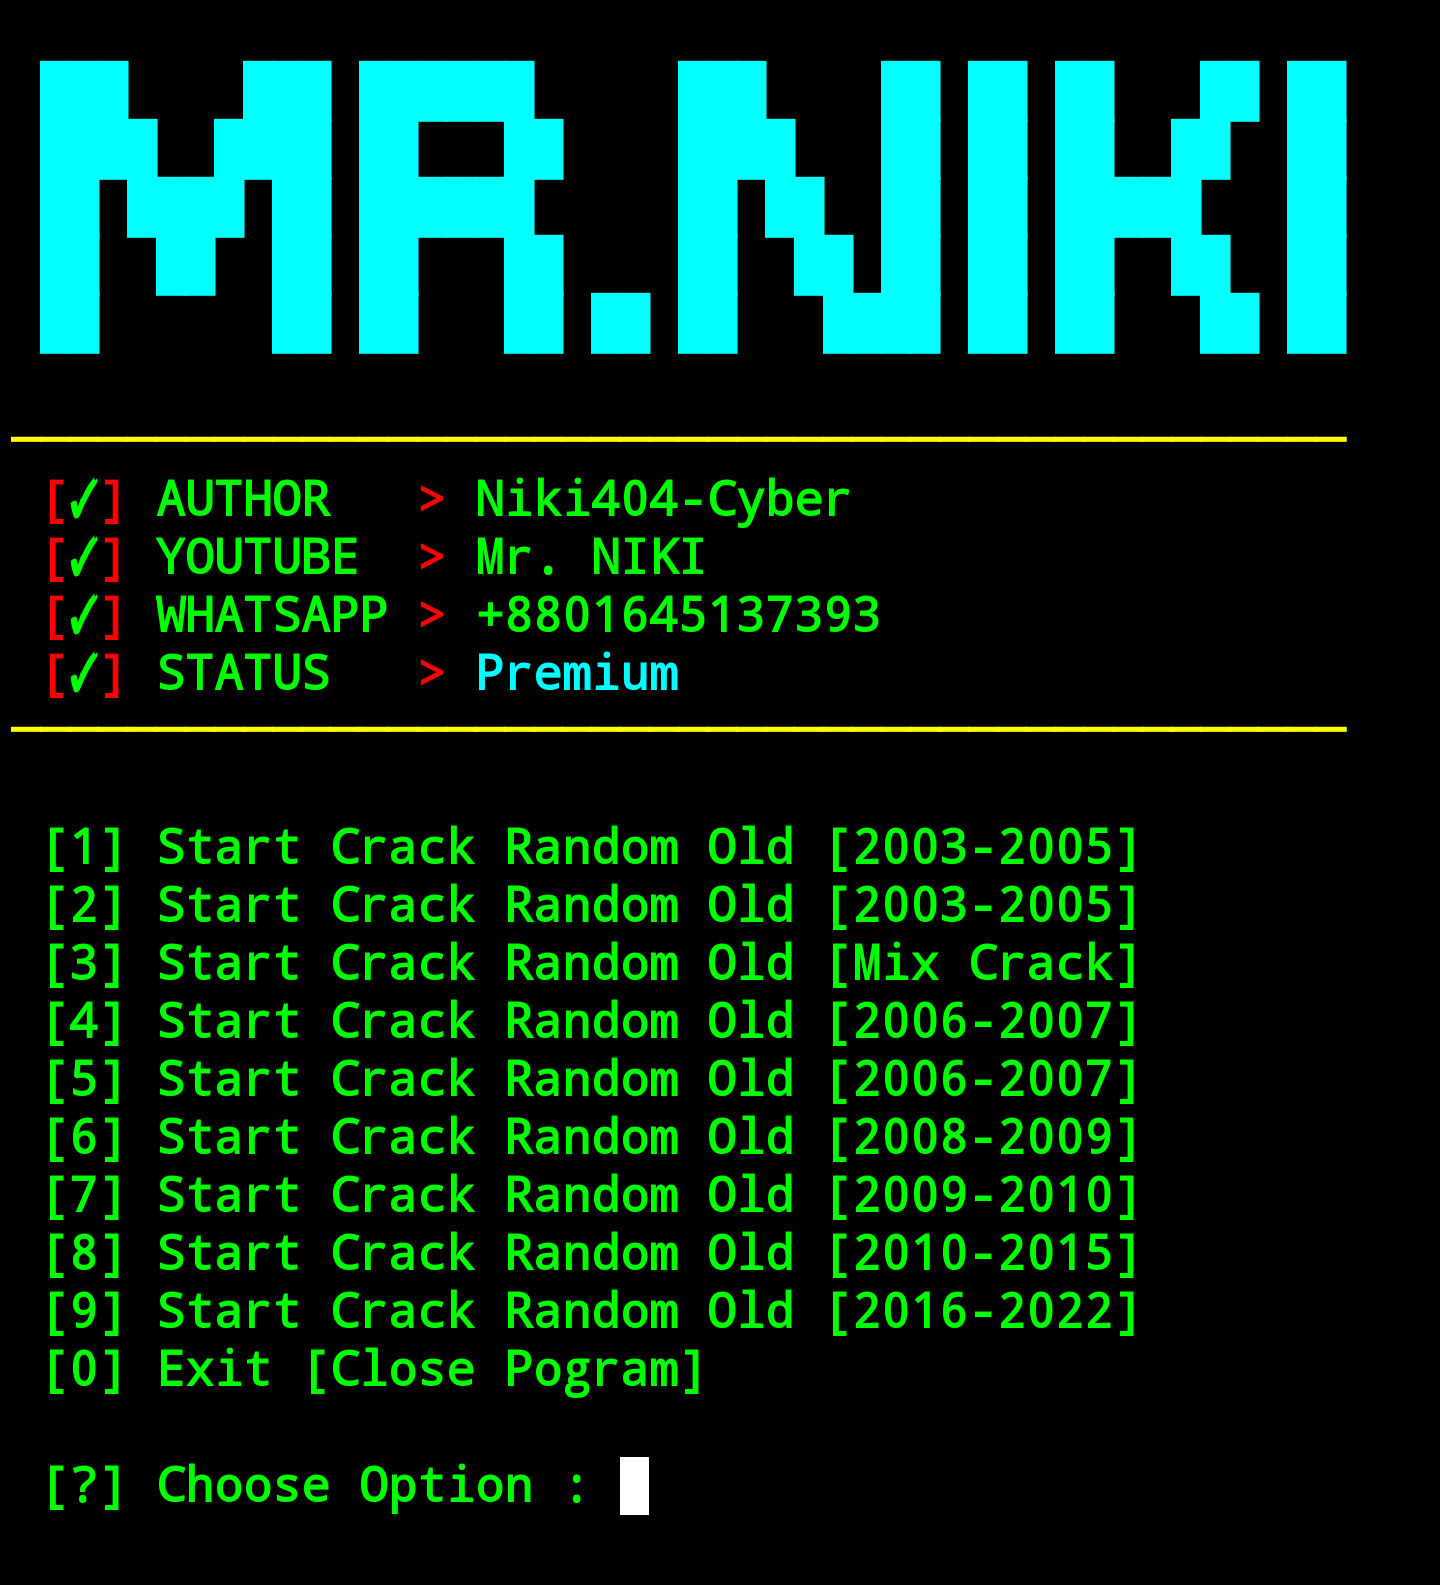 MR.NIKI
[✓] AUTHOR > Niki404-Cyber
[✓] YOUTUBE > Mr. NIKI
[✓] WHATSAPP > +8801645137393
[✓] STATUS > Premium
[1] Start Crack Random Old [2003-2005]
[2] Start Crack Random Old [2003-2005]
[3] Start Crack Random Old [Mix Crack]
[4] Start Crack Random Old [2006-2007]
[5] Start Crack Random Old [2006-2007]
[6] Start Crack Random Old [2008-2009]
[7] Start Crack Random Old [2009-2010]
[8] Start Crack Random Old [2010-2015]
[9] Start Crack Random Old [2016-2022]
[0] Exit [Close Pogram]
[?] Choose Option :